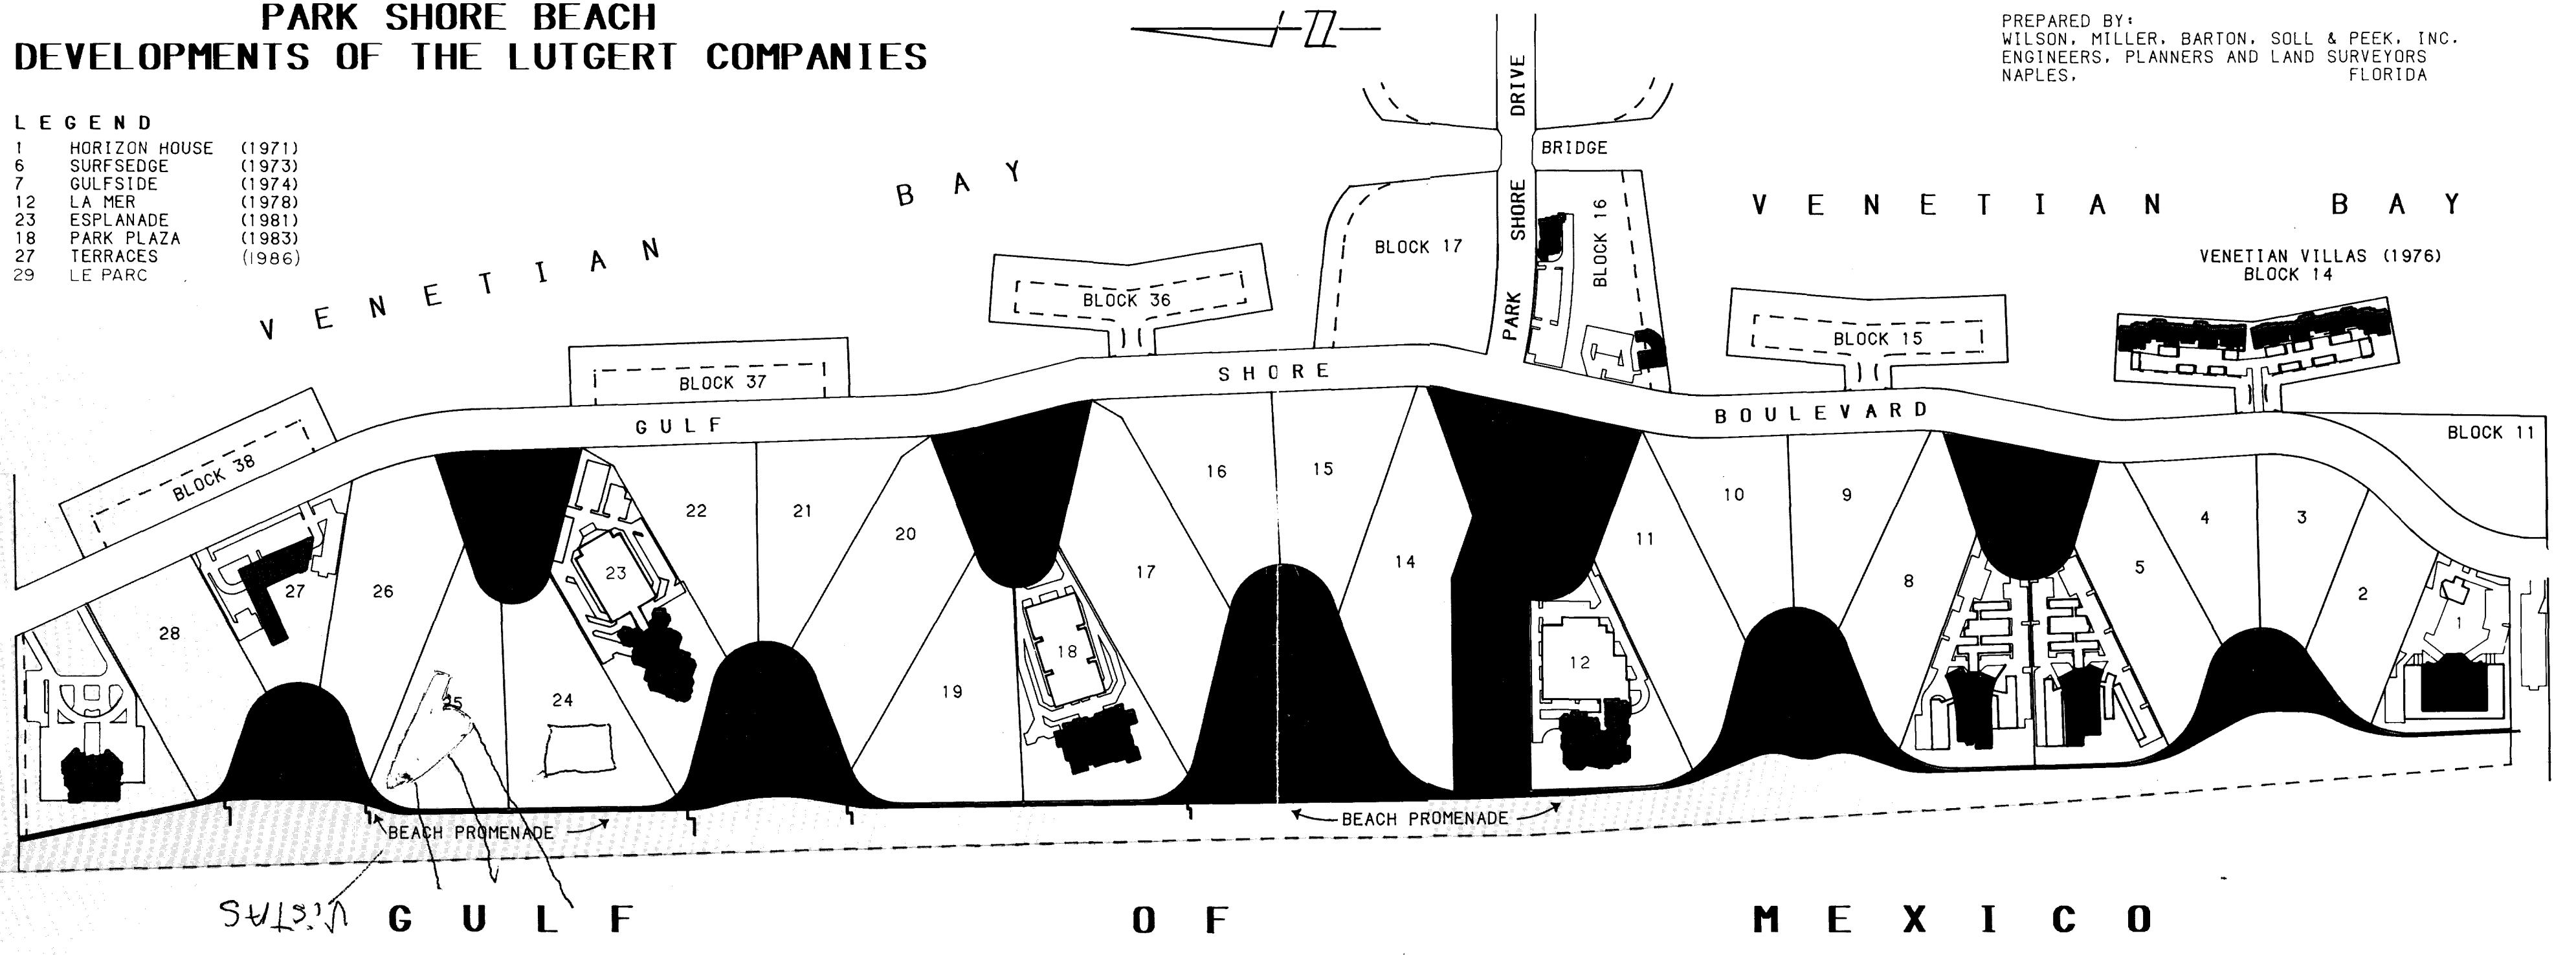 PARK SHORE BEACH
DEVELOPMENTS OF THE LUTGERT COMPANIES
PREPARED BY:
WILSON, MILLER, BARTON, SOLL & PEEK, INC.
ENGINEERS, PLANNERS AND LAND SURVEYORS
NAPLES, FLORIDA
LEGEND
1 HORIZON HOUSE (1971)
6 SURFSEDGE (1973)
7 GULFSIDE (1974)
12 LA MER (1978)
23 ESPLANADE (1981)
18 PARK PLAZA (1983)
27 TERRACES (1986)
29 LE PARC
N
PARK SHORE DRIVE
BRIDGE
VENETIAN BAY
VENETIAN BAY
VENETIAN VILLAS (1976)
BLOCK 14
BLOCK 17
BLOCK 16
BLOCK 36
BLOCK 15
BLOCK 37
BLOCK 38
BLOCK 11
GULF SHORE BOULEVARD
28
27
26
25
24
23
22
21
20
19
18
17
16
15
14
12
11
10
9
8
5
4
3
2
1
BEACH PROMENADE
BEACH PROMENADE
VISTAS
GULF OF MEXICO